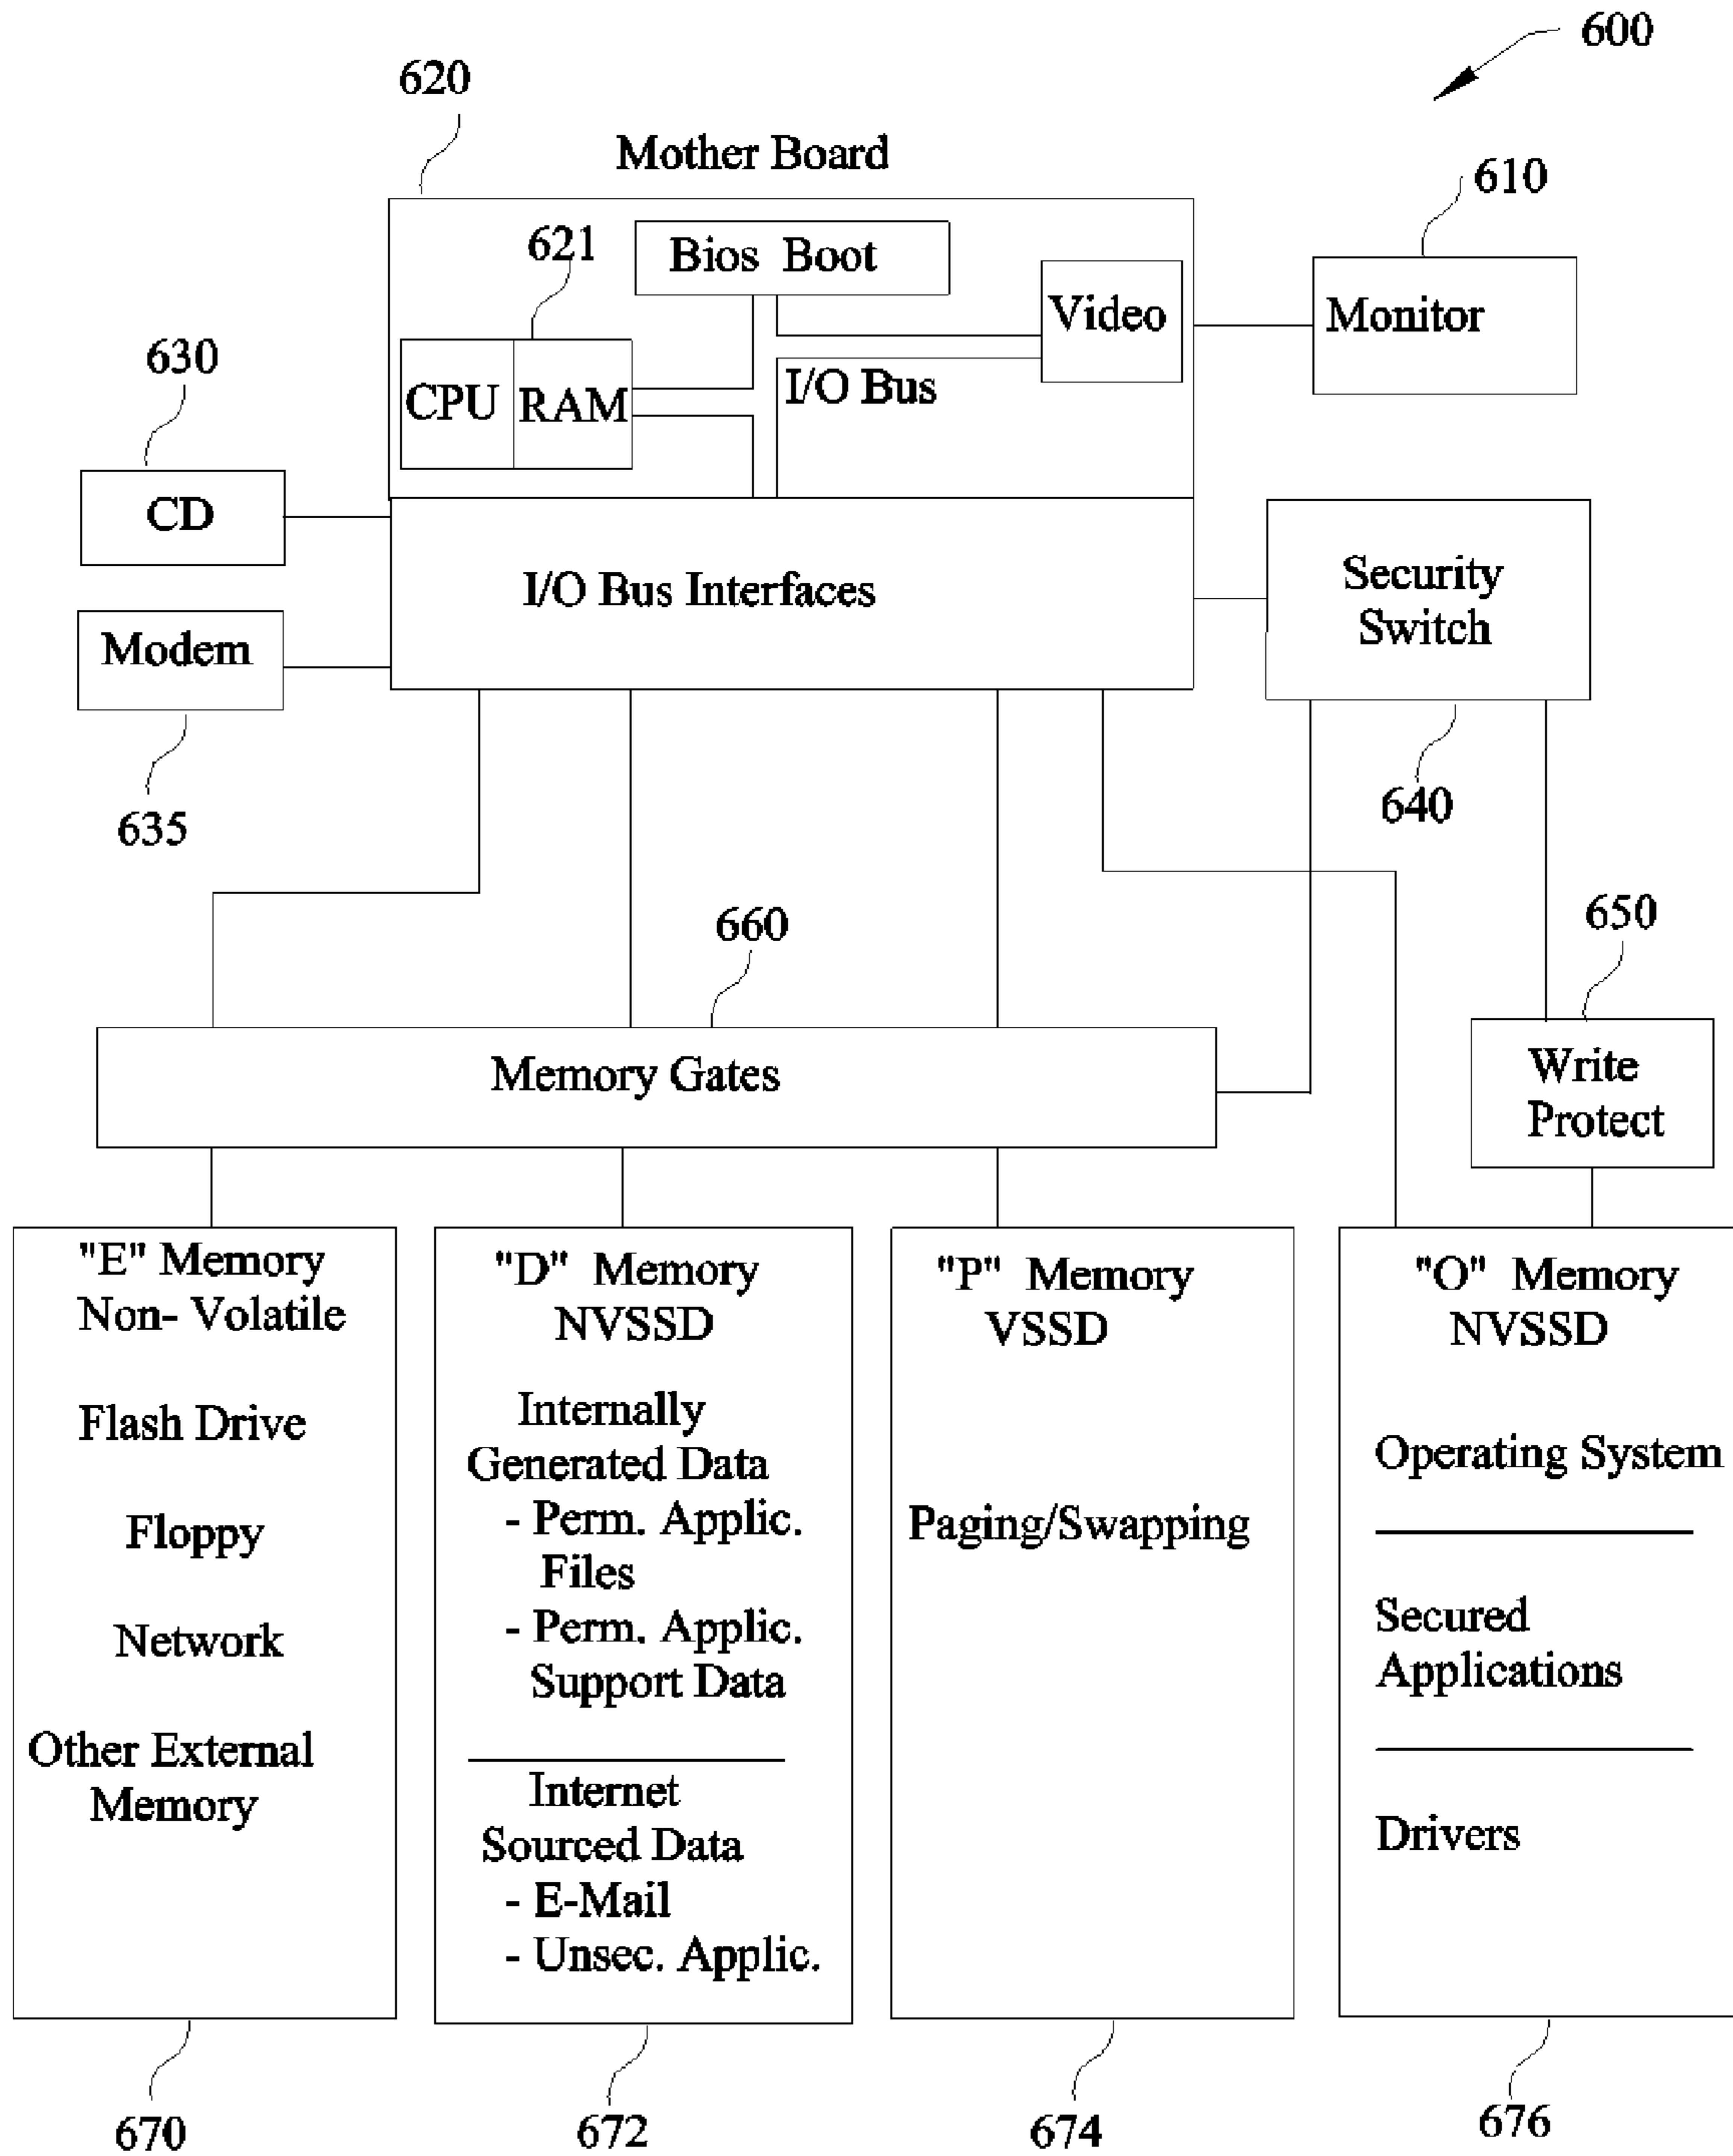 600
620
Mother Board
610
621
Bios Boot
Video
Monitor
630
CPU
RAM
I/O Bus
CD
I/O Bus Interfaces
Security
Switch
Modem
635
640
660
650
Memory Gates
Write
Protect
"E" Memory
Non- Volatile
Flash Drive
Floppy
Network
Other External
Memory
"D" Memory
NVSSD
Internally
Generated Data
- Perm. Applic.
Files
- Perm. Applic.
Support Data
Internet
Sourced Data
- E-Mail
- Unsec. Applic.
"P" Memory
VSSD
Paging/Swapping
"O" Memory
NVSSD
Operating System
Secured
Applications
Drivers
670
672
674
676